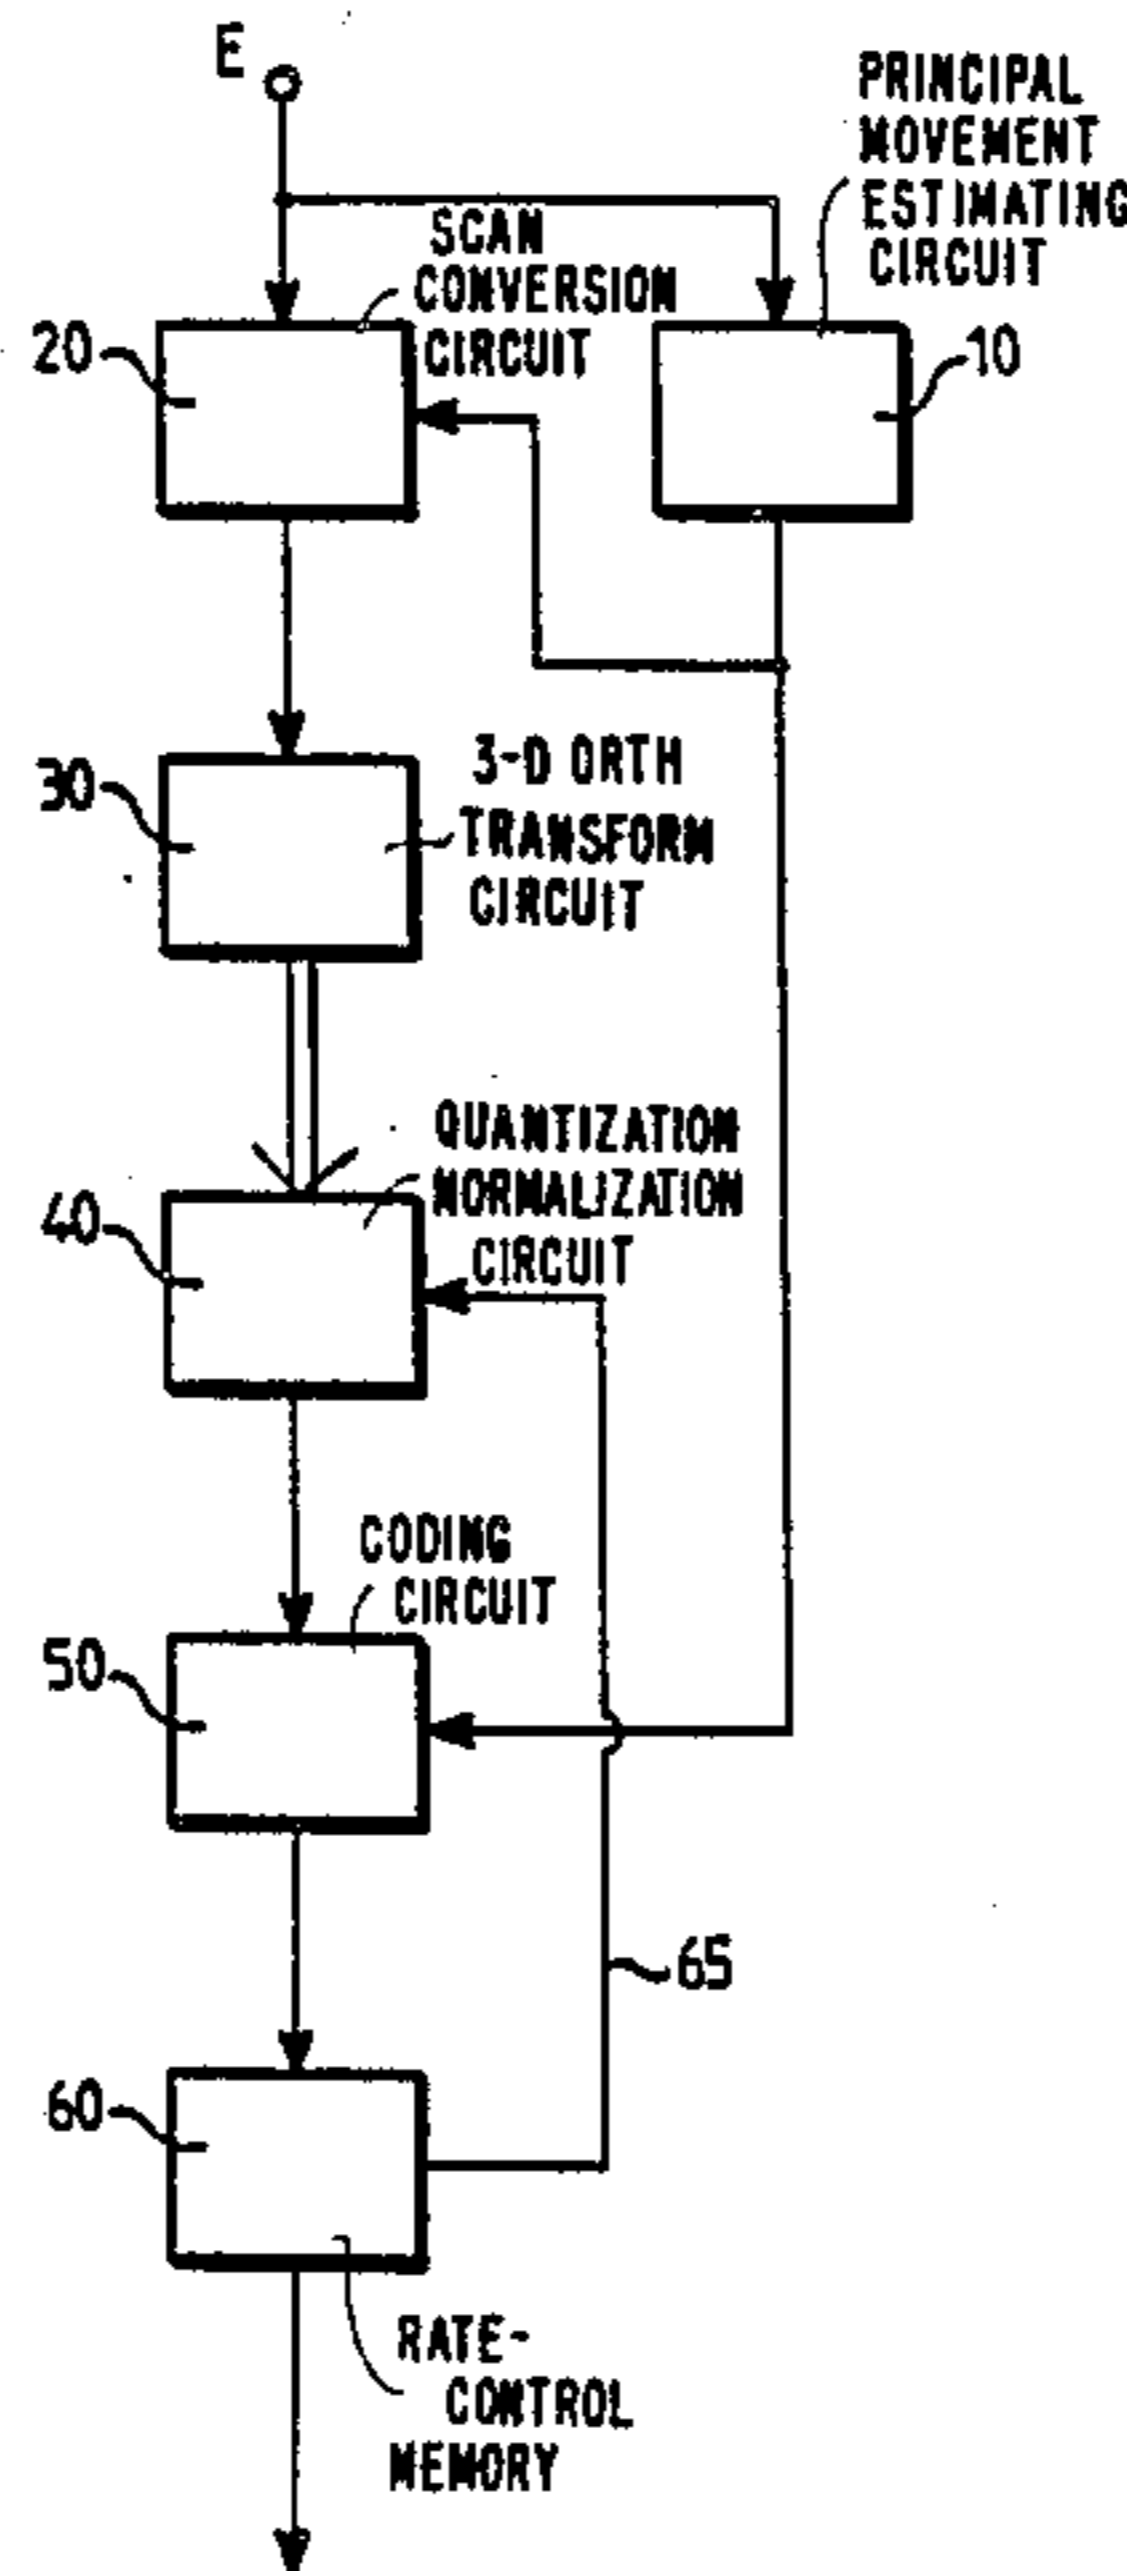 E
PRINCIPAL
MOVEMENT
ESTIMATING
CIRCUIT
SCAN
CONVERSION
CIRCUIT
20
10
30
3-D ORTH
TRANSFORM
CIRCUIT
QUANTIZATION
NORMALIZATION
CIRCUIT
40
CODING
CIRCUIT
50
65
60
RATE-
CONTROL
MEMORY